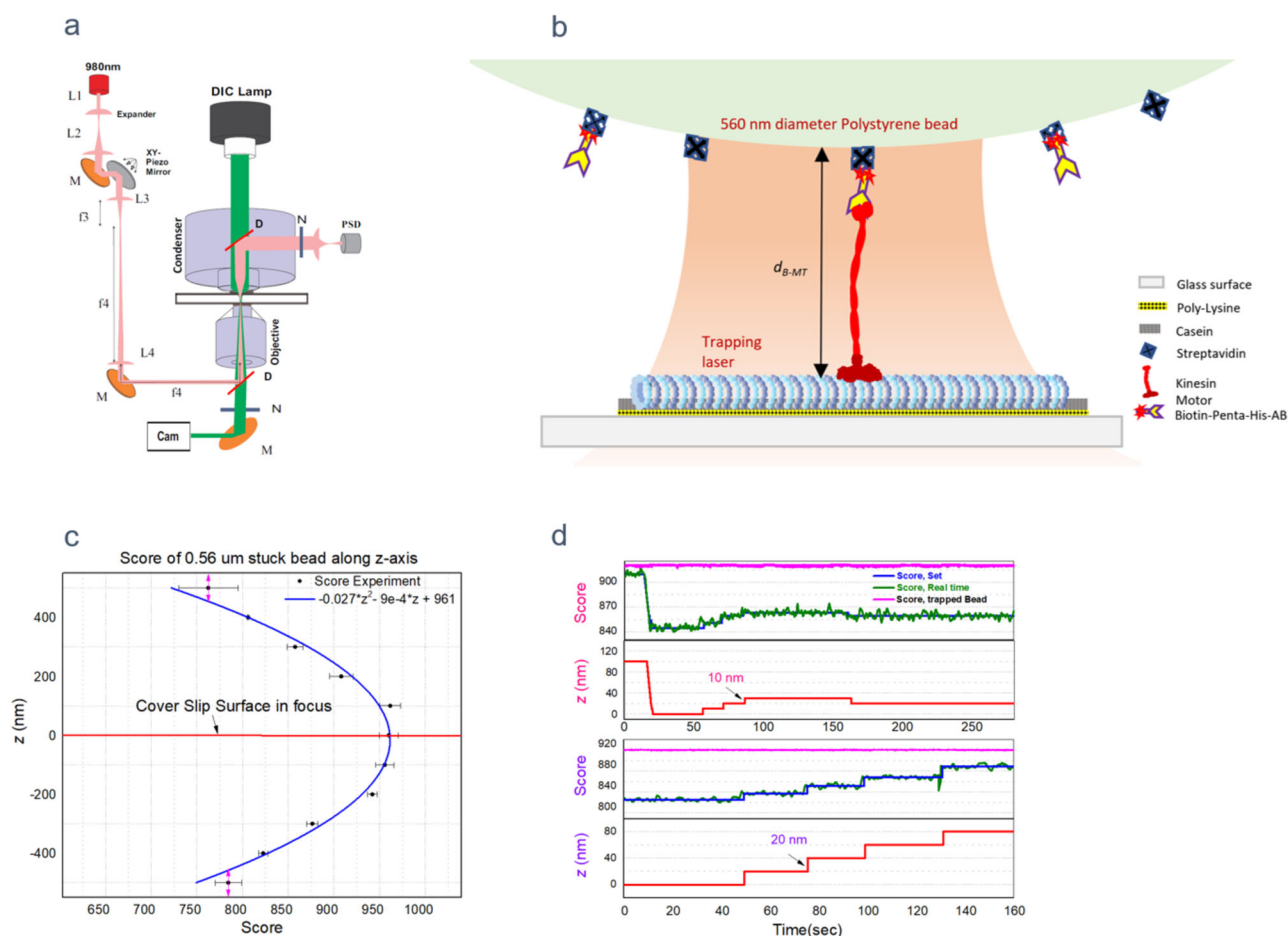 a
980nm
L1
Expander
L2
XY-
Piezo
Mirror
M
L3
f3
f4
L4
M
f4
DIC Lamp
Condenser
D
N
PSD
Objective
D
N
Cam
M
b
560 nm diameter Polystyrene bead
d_B-MT
Trapping
laser
Glass surface
Poly-Lysine
Casein
Streptavidin
Kinesin
Motor
Biotin-Penta-His-AB
c
Score of 0.56 um stuck bead along z-axis
Score Experiment
-0.027*z²- 9e-4*z + 961
Cover Slip Surface in focus
z (nm)
400
200
0
-200
-400
650 700 750 800 850 900 950 1000
Score
d
Score
900
870
840
Score, Set
Score, Real time
Score, trapped Bead
z (nm)
120
80
40
0
10 nm
0 50 100 150 200 250
Score
920
880
840
800
z (nm)
80
40
0
20 nm
0 20 40 60 80 100 120 140 160
Time(sec)